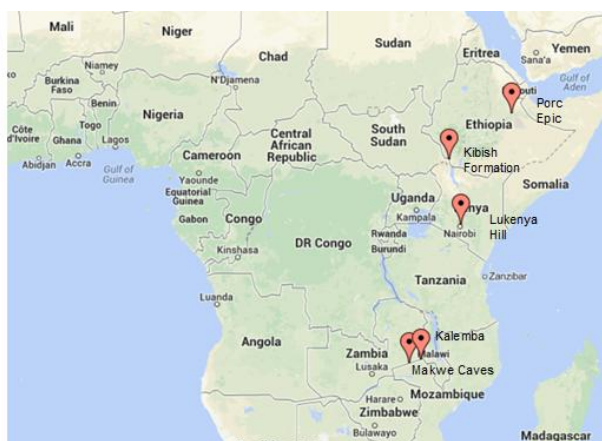 Mali
Niger
Chad
Sudan
Eritrea
Yemen
Sana'a
Niamey
N'Djamena
Burkina
Faso
Gulf of
Aden
outi
Porc
Epic
Benin
Togo
Nigeria
Ethiopia
Côte
d'Ivoire
Ghana
Lagos
Abidjan
Accra
South
Sudan
Central
African
Republic
Kibish
Formation
Cameroon
Gulf of
Guinea
Yaounde
Equatorial
Guinea
Somalia
Gabon
Congo
Uganda
Kampala
nya
Nairobi
Lukenya
Hill
DR Congo
Rwanda
Burundi
Kinshasa
Tanzania
Zanzibar
Luanda
Angola
Zambia
Lusaka
Kalemba
Malawi
Makwe Caves
Mozambique
Harare
Zimbabwe
Bulawayo
Madagascar